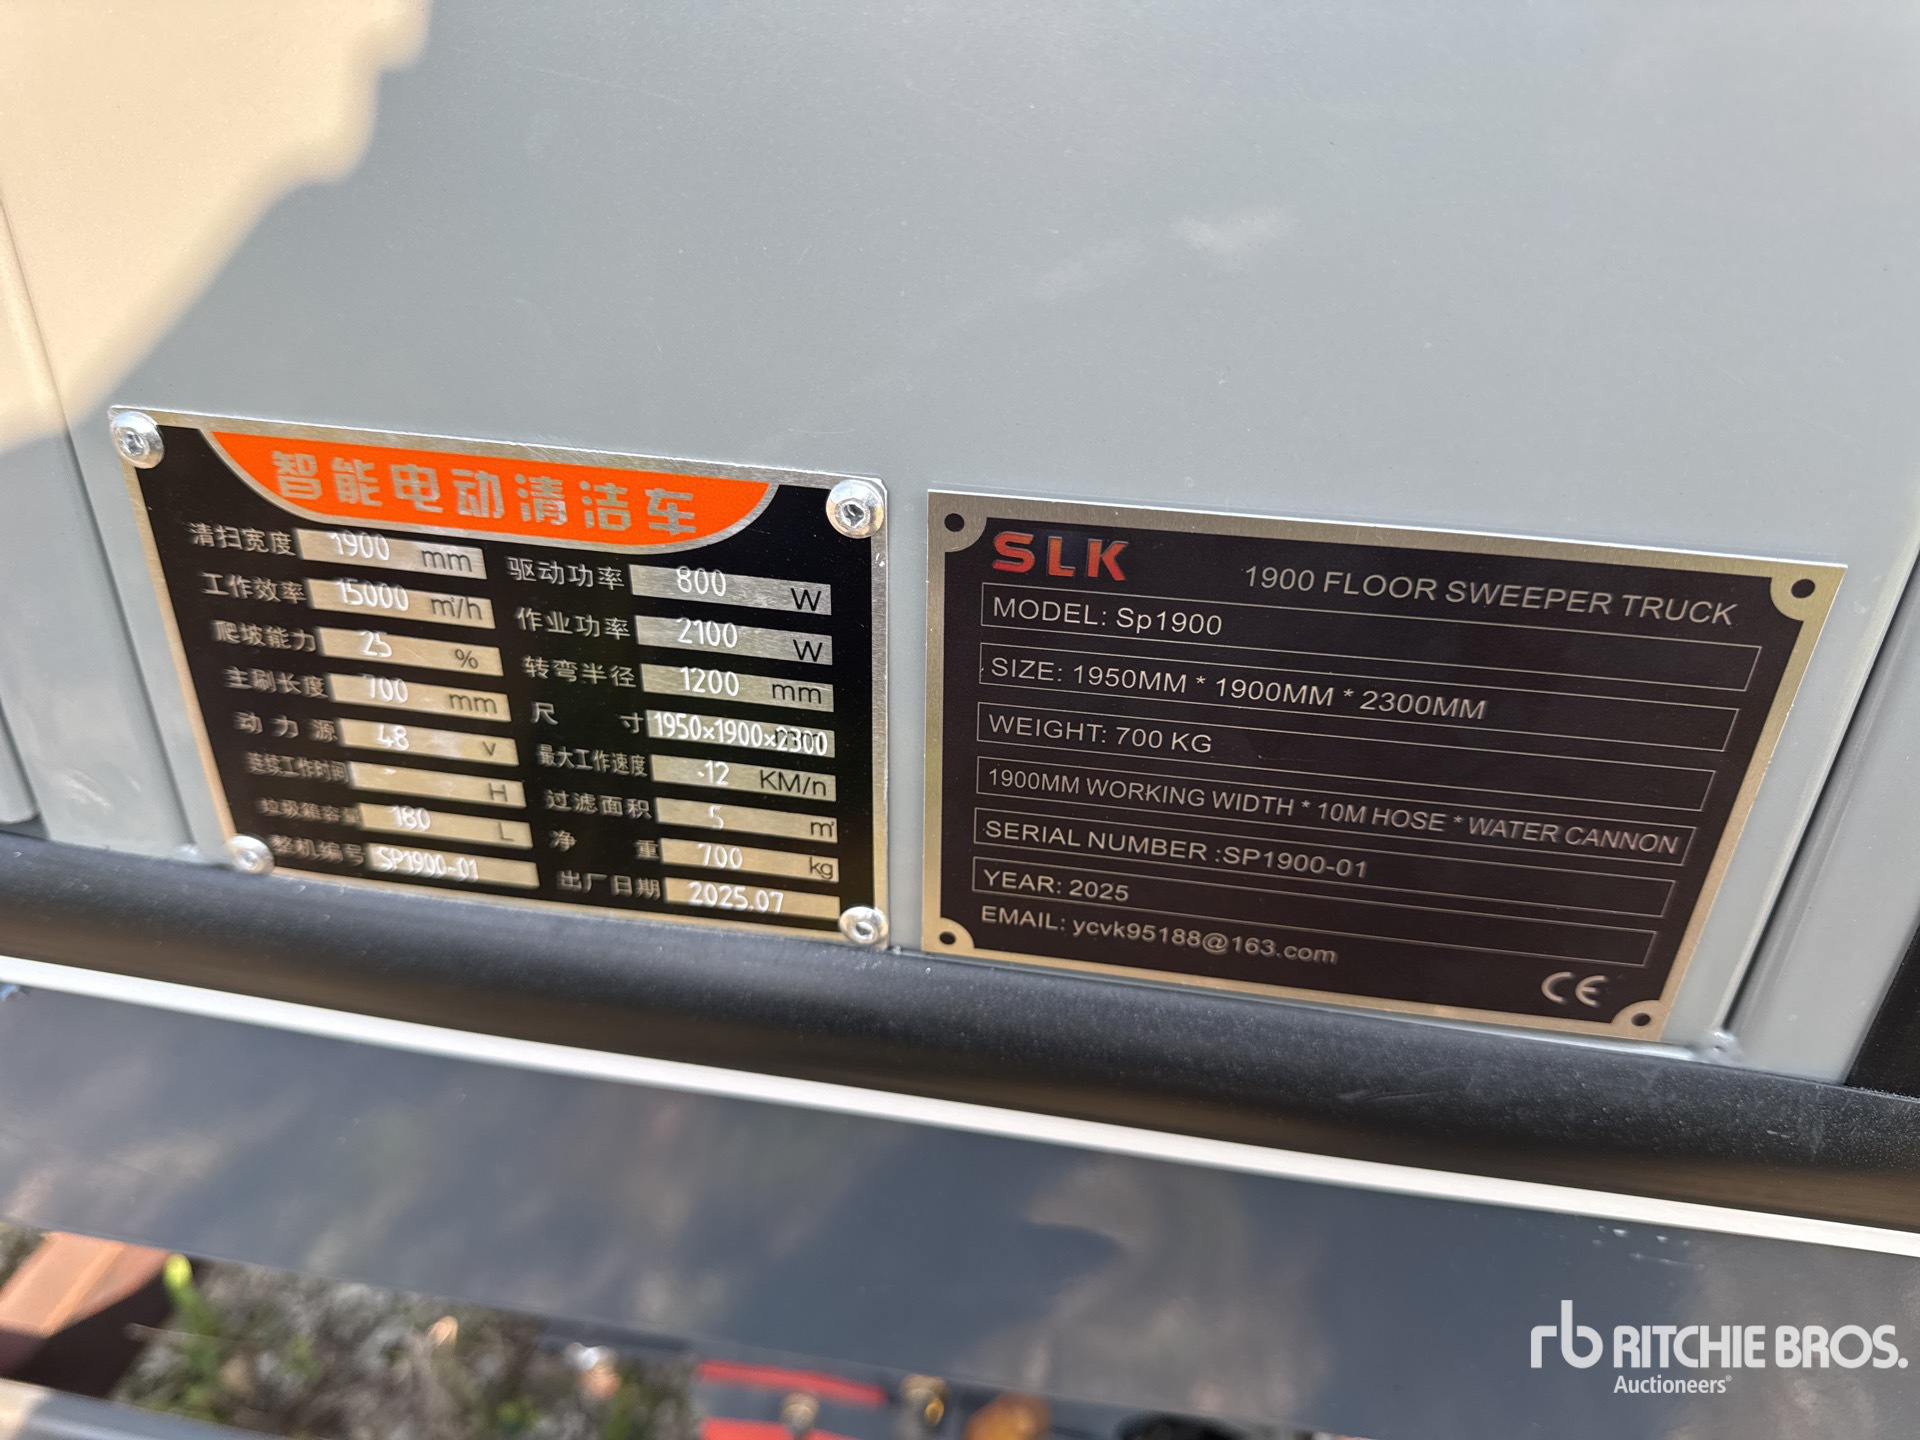 智能电动清洁车
清扫宽度 1900 mm 驱动功率 800 W
工作效率 15000 ㎡/h 作业功率 2100 W
爬坡能力 25 % 转弯半径 1200 mm
主刷长度 700 mm 尺 寸 1950×1900×2300
动力源 48 V 最大工作速度 12 KM/h
连续工作时间 - H 过滤面积 5 ㎡
垃圾箱容量 180 L 净 重 700 kg
整机编号 SP1900-01 出厂日期 2025.07
SLK 1900 FLOOR SWEEPER TRUCK
MODEL: Sp1900
SIZE: 1950MM * 1900MM * 2300MM
WEIGHT: 700 KG
1900MM WORKING WIDTH * 10M HOSE * WATER CANNON
SERIAL NUMBER :SP1900-01
YEAR: 2025
EMAIL: ycvk95188@163.com
CE
rb RITCHIE BROS.
Auctioneers®